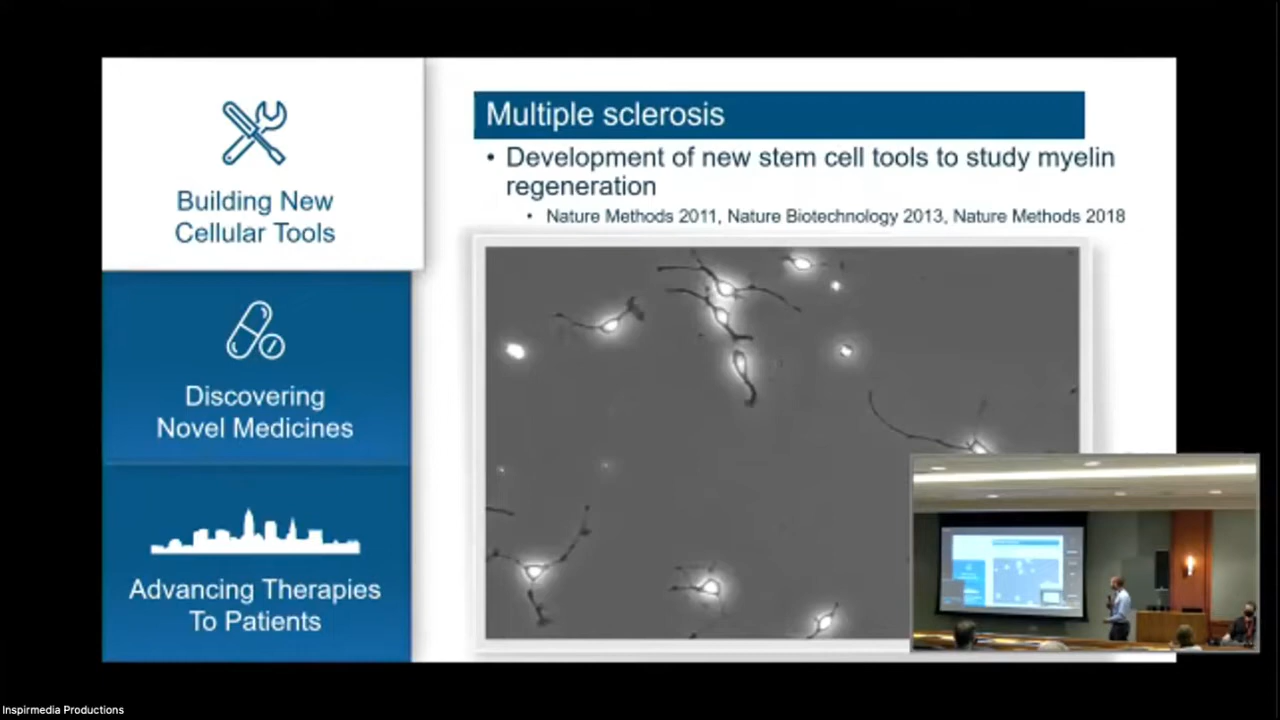 Building New
Cellular Tools
Discovering
Novel Medicines
Advancing Therapies
To Patients
Multiple sclerosis
• Development of new stem cell tools to study myelin
regeneration
• Nature Methods 2011, Nature Biotechnology 2013, Nature Methods 2018
Inspirmedia Productions